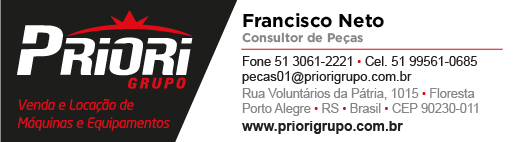 PRIORI
GRUPO
Venda e Locação de
Máquinas e Equipamentos
Francisco Neto
Consultor de Peças
Fone 51 3061-2221 • Cel. 51 99561-0685
pecas01@priorigrupo.com.br
Rua Voluntários da Pátria, 1015 • Floresta
Porto Alegre • RS • Brasil • CEP 90230-011
www.priorigrupo.com.br